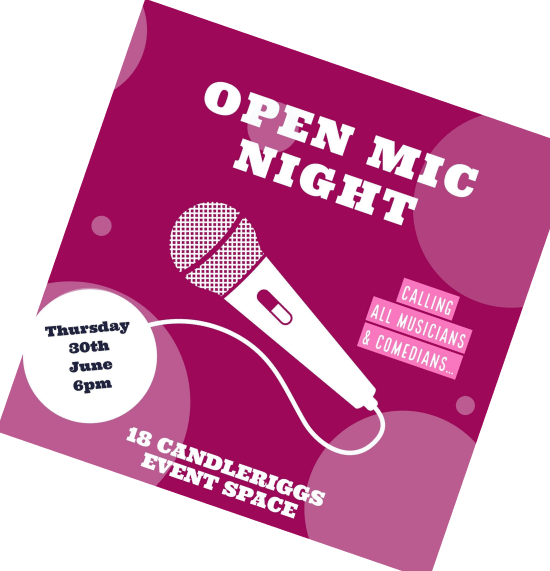 OPEN MIC
NIGHT
CALLING
ALL MUSICIANS
& COMEDIANS...
Thursday
30th
June
6pm
18 CANDLERIGGS
EVENT SPACE